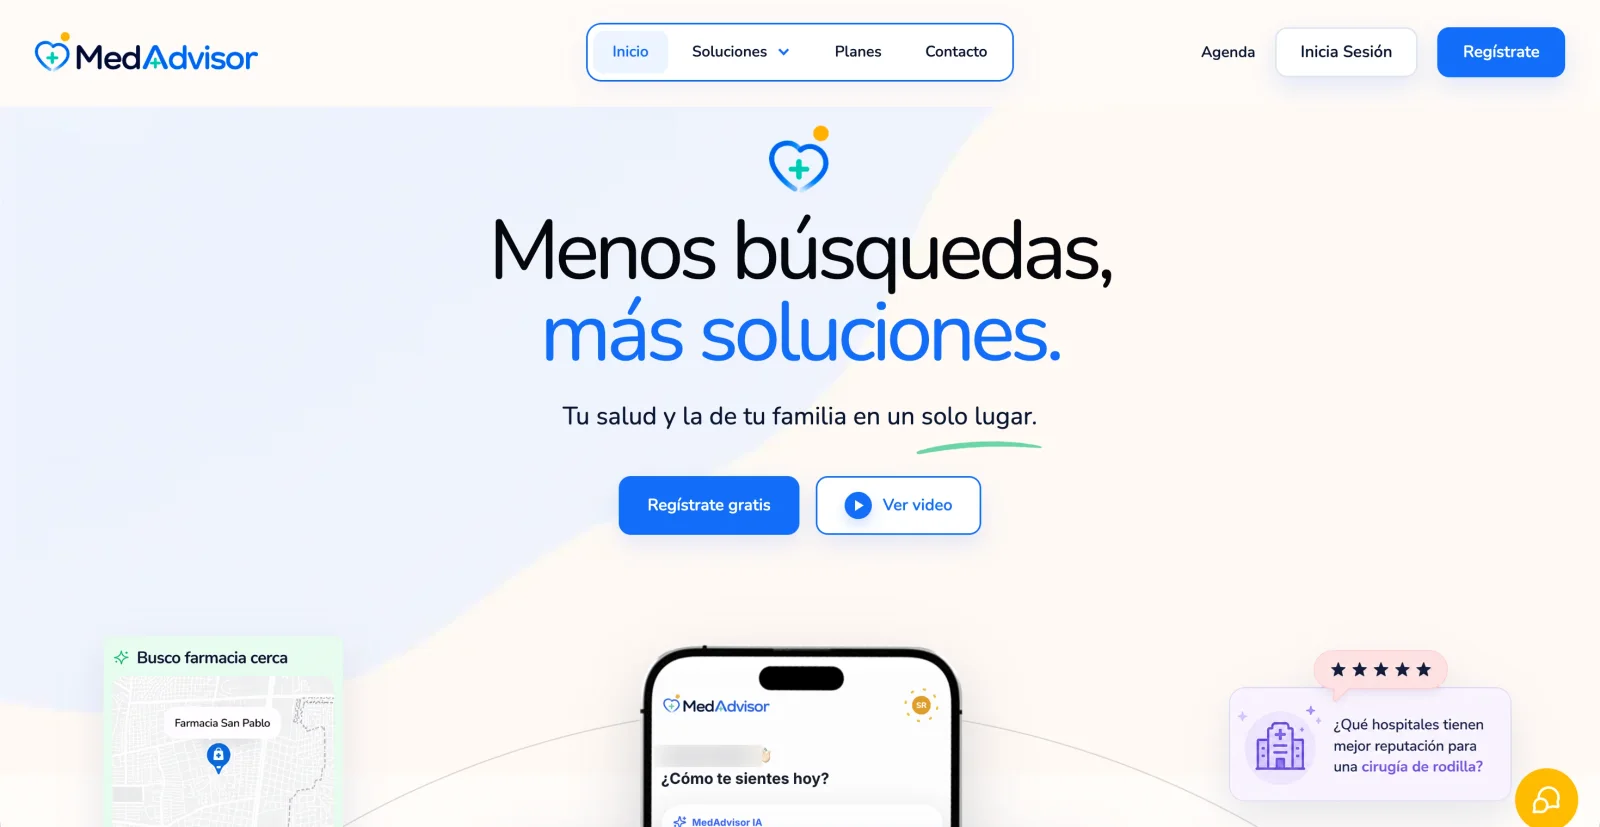 MedAdvisor
Inicio
Soluciones
Planes
Contacto
Agenda
Inicia Sesión
Regístrate
Menos búsquedas,
más soluciones.
Tu salud y la de tu familia en un solo lugar.
Regístrate gratis
Ver video
Busco farmacia cerca
Farmacia San Pablo
MedAdvisor
SR
¿Cómo te sientes hoy?
MedAdvisor IA
¿Qué hospitales tienen
mejor reputación para
una cirugía de rodilla?